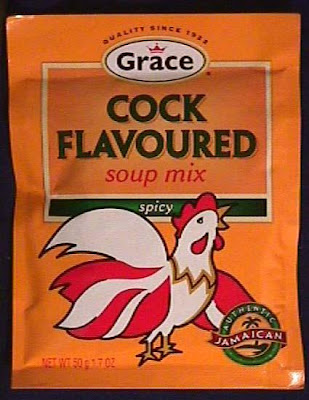 QUALITY SINCE 1922
Grace
COCK
FLAVOURED
soup mix
spicy
AUTHENTIC
JAMAICAN
NET WT 50 g 1·7 OZ